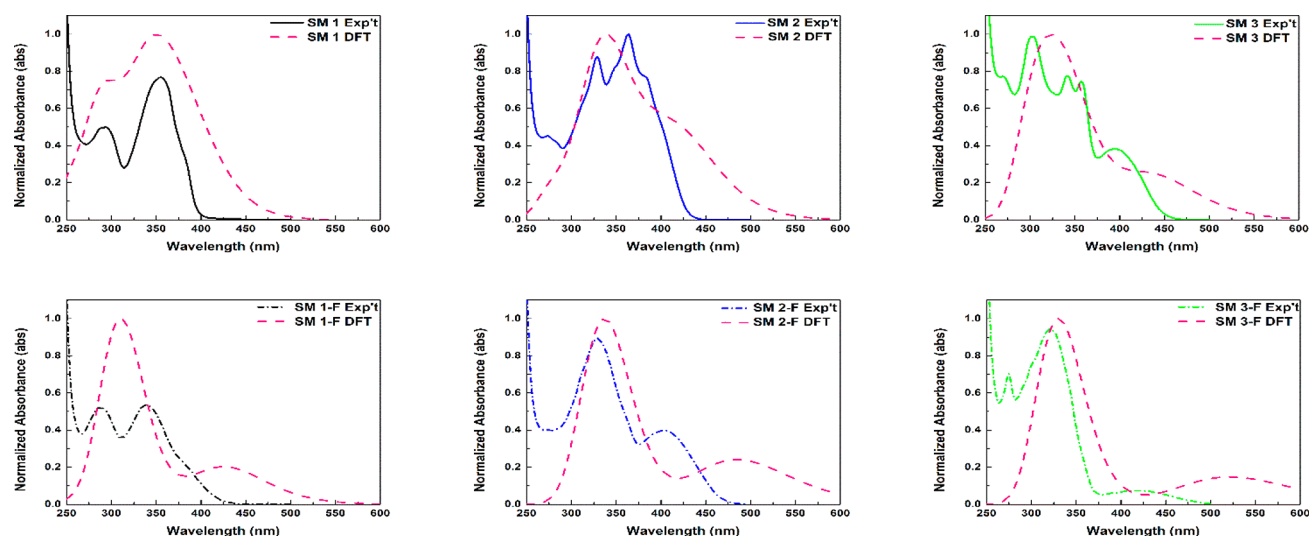 SM 1 Exp't
SM 1 DFT
Normalized Absorbance (abs)
1.0
0.8
0.6
0.4
0.2
0.0
250 300 350 400 450 500 550 600
Wavelength (nm)
SM 2 Exp't
SM 2 DFT
Normalized Absorbance (abs)
1.0
0.8
0.6
0.4
0.2
0.0
250 300 350 400 450 500 550 600
Wavelength (nm)
SM 3 Exp't
SM 3 DFT
Normalized Absorbance (abs)
1.0
0.8
0.6
0.4
0.2
0.0
250 300 350 400 450 500 550 600
Wavelength (nm)
SM 1-F Exp't
SM 1-F DFT
Normalized Absorbance (abs)
1.0
0.8
0.6
0.4
0.2
0.0
250 300 350 400 450 500 550 600
Wavelength (nm)
SM 2-F Exp't
SM 2-F DFT
Normalized Absorbance (abs)
1.0
0.8
0.6
0.4
0.2
0.0
250 300 350 400 450 500 550 600
Wavelength (nm)
SM 3-F Exp't
SM 3-F DFT
Normalized Absorbance (abs)
1.0
0.8
0.6
0.4
0.2
0.0
250 300 350 400 450 500 550 600
Wavelength (nm)